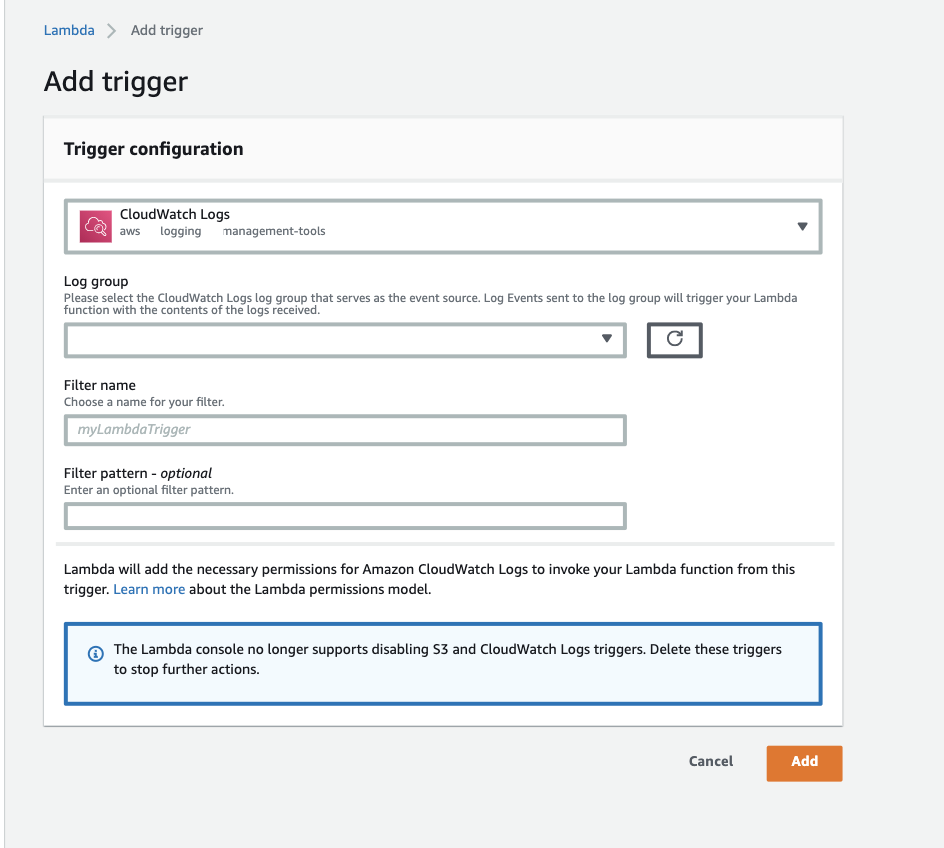 Lambda > Add trigger
Add trigger
Trigger configuration
CloudWatch Logs
aws logging management-tools
Log group
Please select the CloudWatch Logs log group that serves as the event source. Log Events sent to the log group will trigger your Lambda
function with the contents of the logs received.
Filter name
Choose a name for your filter.
myLambdaTrigger
Filter pattern - optional
Enter an optional filter pattern.
Lambda will add the necessary permissions for Amazon CloudWatch Logs to invoke your Lambda function from this
trigger. Learn more about the Lambda permissions model.
The Lambda console no longer supports disabling S3 and CloudWatch Logs triggers. Delete these triggers
to stop further actions.
Cancel Add